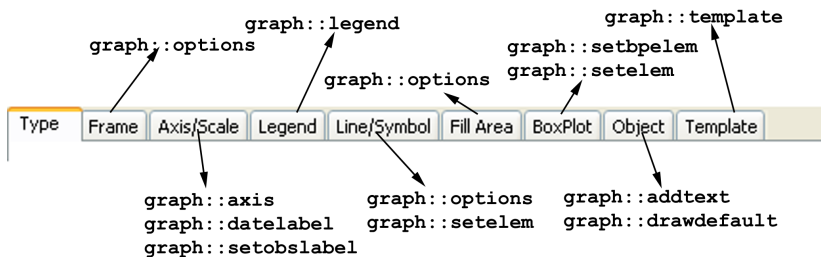 graph::template
graph::legend
graph::options
graph::setbpelem
graph::setelem
graph::options
Type Frame Axis/Scale Legend Line/Symbol Fill Area BoxPlot Object Template
graph::axis
graph::datelabel
graph::setobslabel
graph::options
graph::setelem
graph::addtext
graph::drawdefault